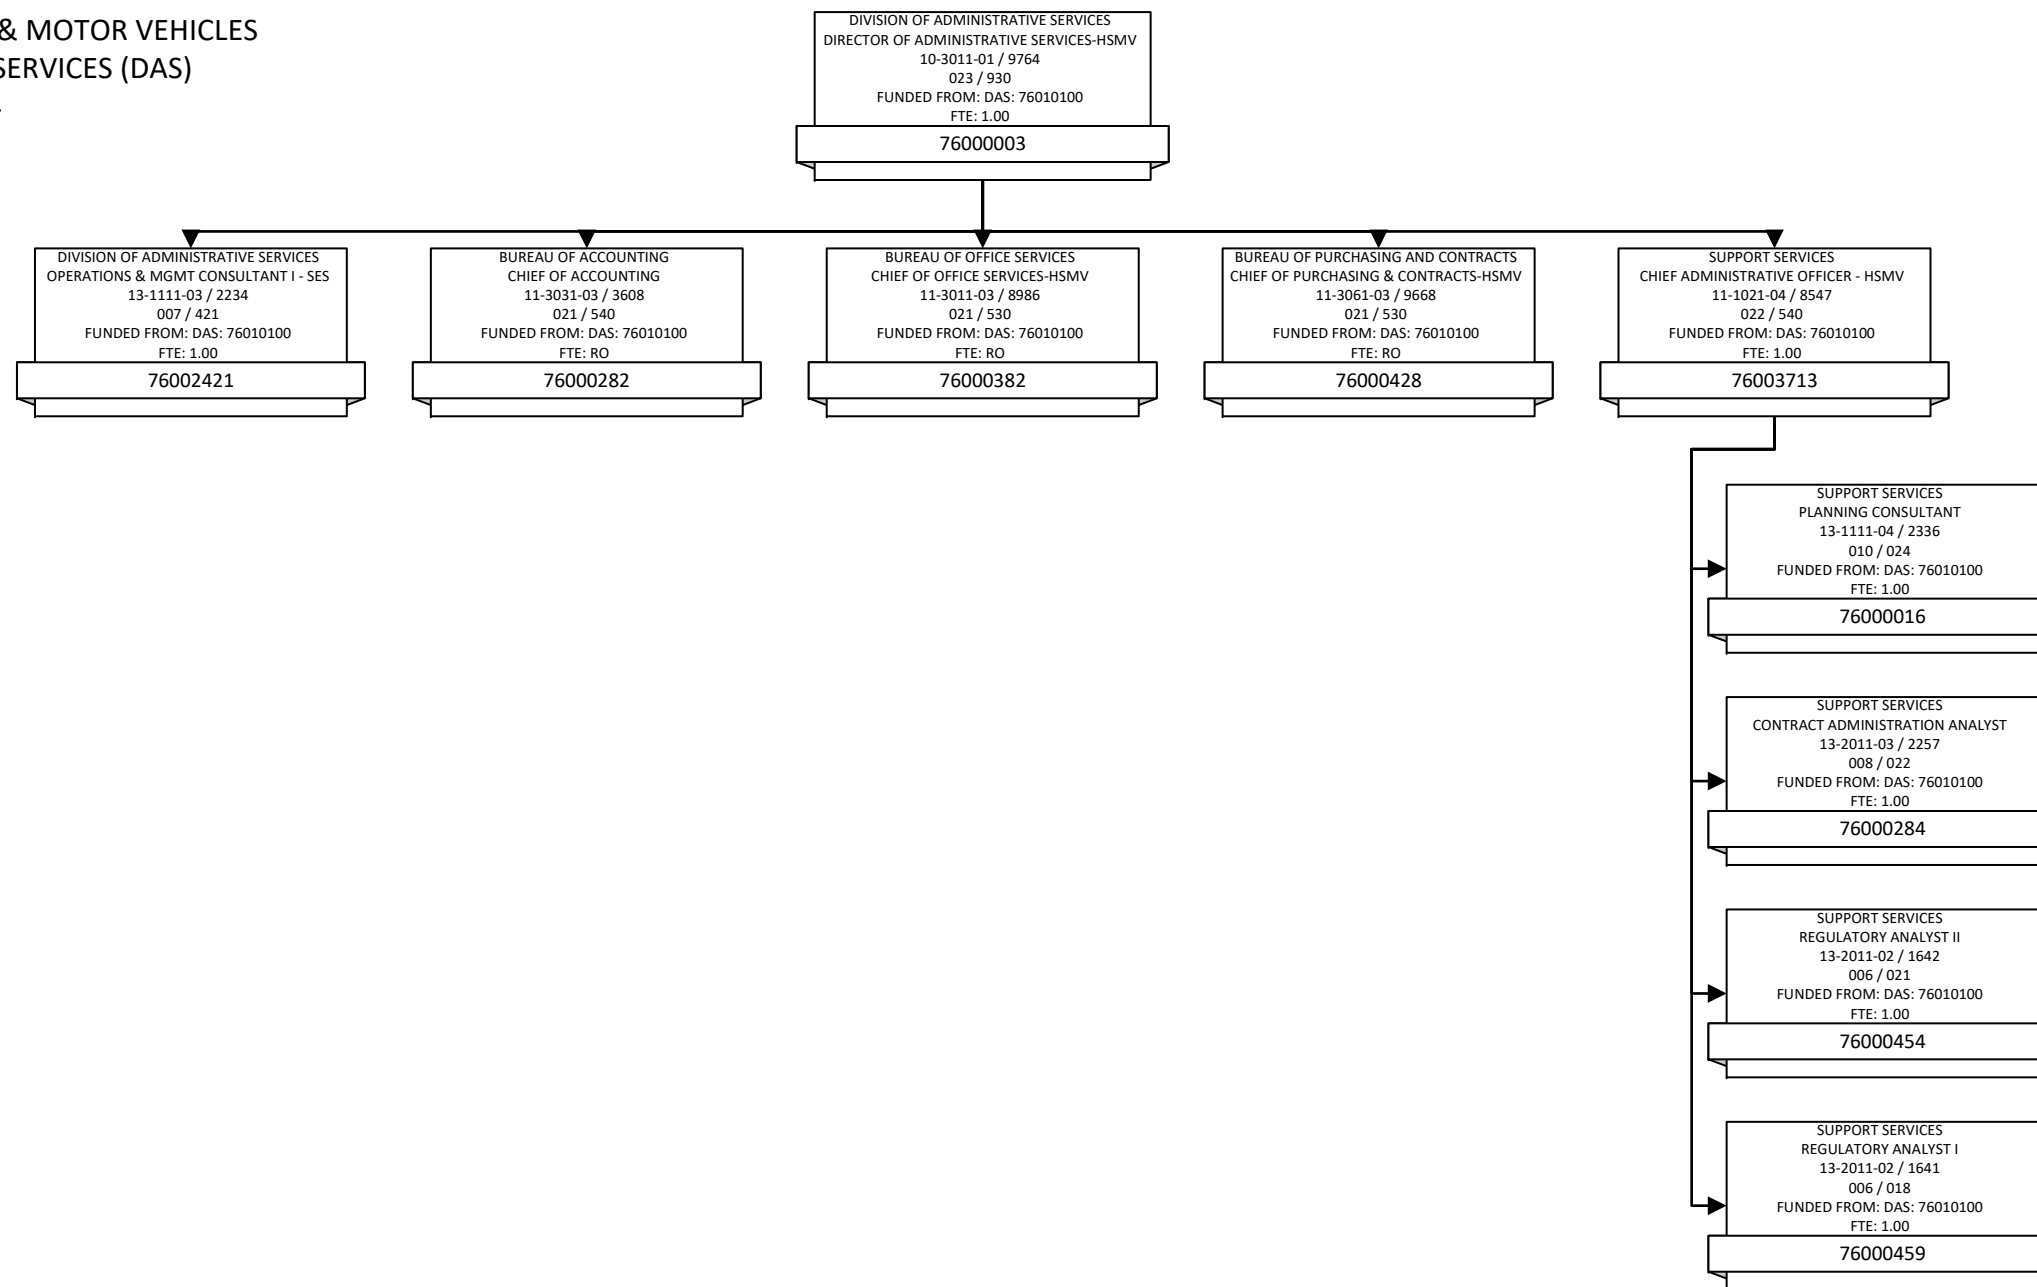 & MOTOR VEHICLES
SERVICES (DAS)
DIVISION OF ADMINISTRATIVE SERVICES
DIRECTOR OF ADMINISTRATIVE SERVICES-HSMV
10-3011-01 / 9764
023 / 930
FUNDED FROM: DAS: 76010100
FTE: 1.00
76000003
DIVISION OF ADMINISTRATIVE SERVICES
OPERATIONS & MGMT CONSULTANT I - SES
13-1111-03 / 2234
007 / 421
FUNDED FROM: DAS: 76010100
FTE: 1.00
76002421
BUREAU OF ACCOUNTING
CHIEF OF ACCOUNTING
11-3031-03 / 3608
021 / 540
FUNDED FROM: DAS: 76010100
FTE: RO
76000282
BUREAU OF OFFICE SERVICES
CHIEF OF OFFICE SERVICES-HSMV
11-3011-03 / 8986
021 / 530
FUNDED FROM: DAS: 76010100
FTE: RO
76000382
BUREAU OF PURCHASING AND CONTRACTS
CHIEF OF PURCHASING & CONTRACTS-HSMV
11-3061-03 / 9668
021 / 530
FUNDED FROM: DAS: 76010100
FTE: RO
76000428
SUPPORT SERVICES
CHIEF ADMINISTRATIVE OFFICER - HSMV
11-1021-04 / 8547
022 / 540
FUNDED FROM: DAS: 76010100
FTE: 1.00
76003713
SUPPORT SERVICES
PLANNING CONSULTANT
13-1111-04 / 2336
010 / 024
FUNDED FROM: DAS: 76010100
FTE: 1.00
76000016
SUPPORT SERVICES
CONTRACT ADMINISTRATION ANALYST
13-2011-03 / 2257
008 / 022
FUNDED FROM: DAS: 76010100
FTE: 1.00
76000284
SUPPORT SERVICES
REGULATORY ANALYST II
13-2011-02 / 1642
006 / 021
FUNDED FROM: DAS: 76010100
FTE: 1.00
76000454
SUPPORT SERVICES
REGULATORY ANALYST I
13-2011-02 / 1641
006 / 018
FUNDED FROM: DAS: 76010100
FTE: 1.00
76000459